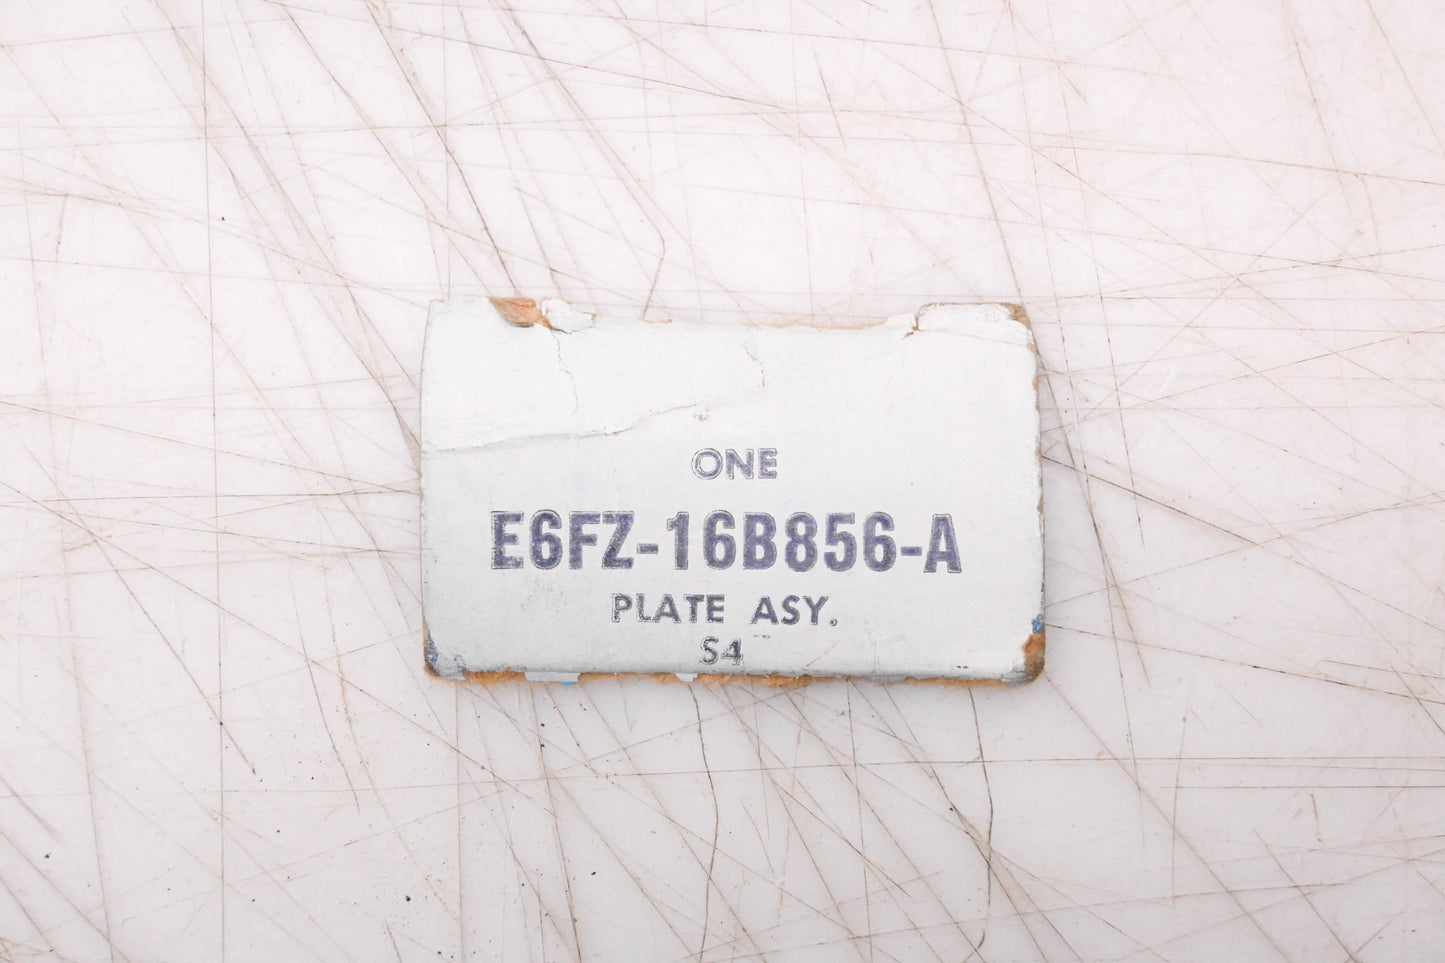 ONE
E6FZ-16B856-A
PLATE ASY.
S4